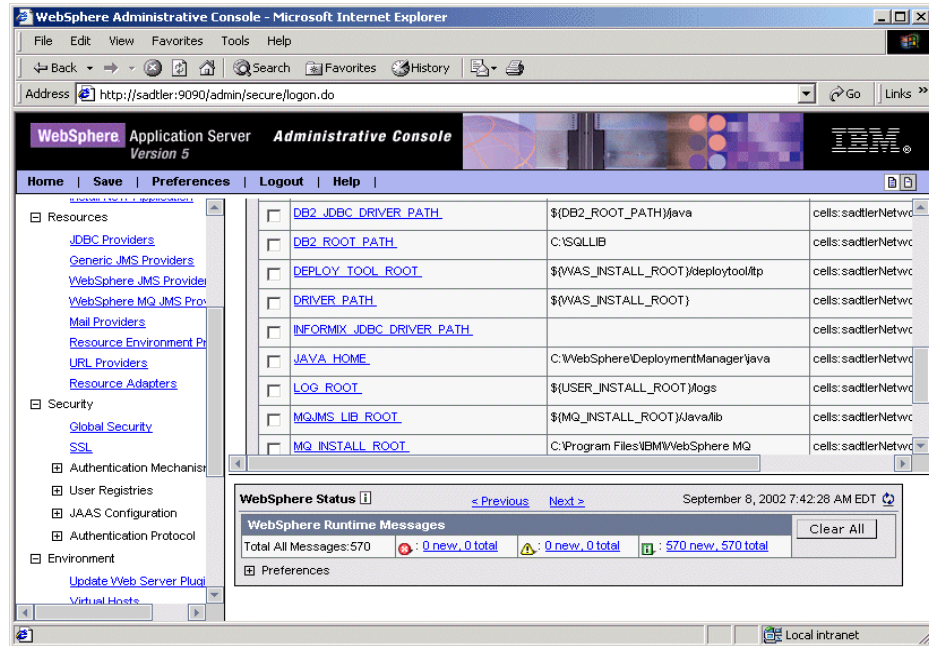 WebSphere Administrative Console - Microsoft Internet Explorer
File Edit View Favorites Tools Help
Back Search Favorites History
Address http://sadtler:9090/admin/secure/logon.do Go Links »
WebSphere Application Server Administrative Console
Version 5
IBM
Home | Save | Preferences | Logout | Help |
Resources
JDBC Providers
Generic JMS Providers
WebSphere JMS Provider
WebSphere MQ JMS Prov
Mail Providers
Resource Environment Pr
URL Providers
Resource Adapters
Security
Global Security
SSL
Authentication Mechanism
User Registries
JAAS Configuration
Authentication Protocol
Environment
Update Web Server Plugi
Virtual Hosts
DB2_JDBC_DRIVER_PATH ${DB2_ROOT_PATH}/java cells:sadtlerNetwo
DB2_ROOT_PATH C:\SQLLIB cells:sadtlerNetwo
DEPLOY_TOOL_ROOT ${WAS_INSTALL_ROOT}/deploytool/itp cells:sadtlerNetwo
DRIVER_PATH ${WAS_INSTALL_ROOT} cells:sadtlerNetwo
INFORMIX_JDBC_DRIVER_PATH cells:sadtlerNetwo
JAVA_HOME C:\WebSphere\DeploymentManager\java cells:sadtlerNetwo
LOG_ROOT ${USER_INSTALL_ROOT}/logs cells:sadtlerNetwo
MQJMS_LIB_ROOT ${MQ_INSTALL_ROOT}/Java/lib cells:sadtlerNetwo
MQ_INSTALL_ROOT C:\Program Files\IBM\WebSphere MQ cells:sadtlerNetwo
WebSphere Status < Previous Next > September 8, 2002 7:42:28 AM EDT
WebSphere Runtime Messages
Clear All
Total All Messages:570 : 0 new, 0 total : 0 new, 0 total : 570 new, 570 total
Preferences
Local intranet